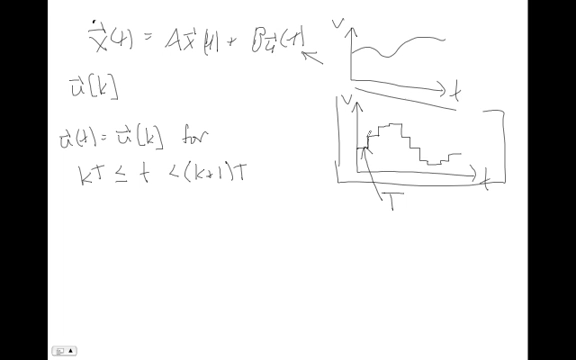 ẋ⃗(t) = Ax⃗(t) + Bu⃗(t)
u⃗[k]
u⃗(t) = u⃗[k] for
kT ≤ t < (k+1)T
V
t
V
t
T